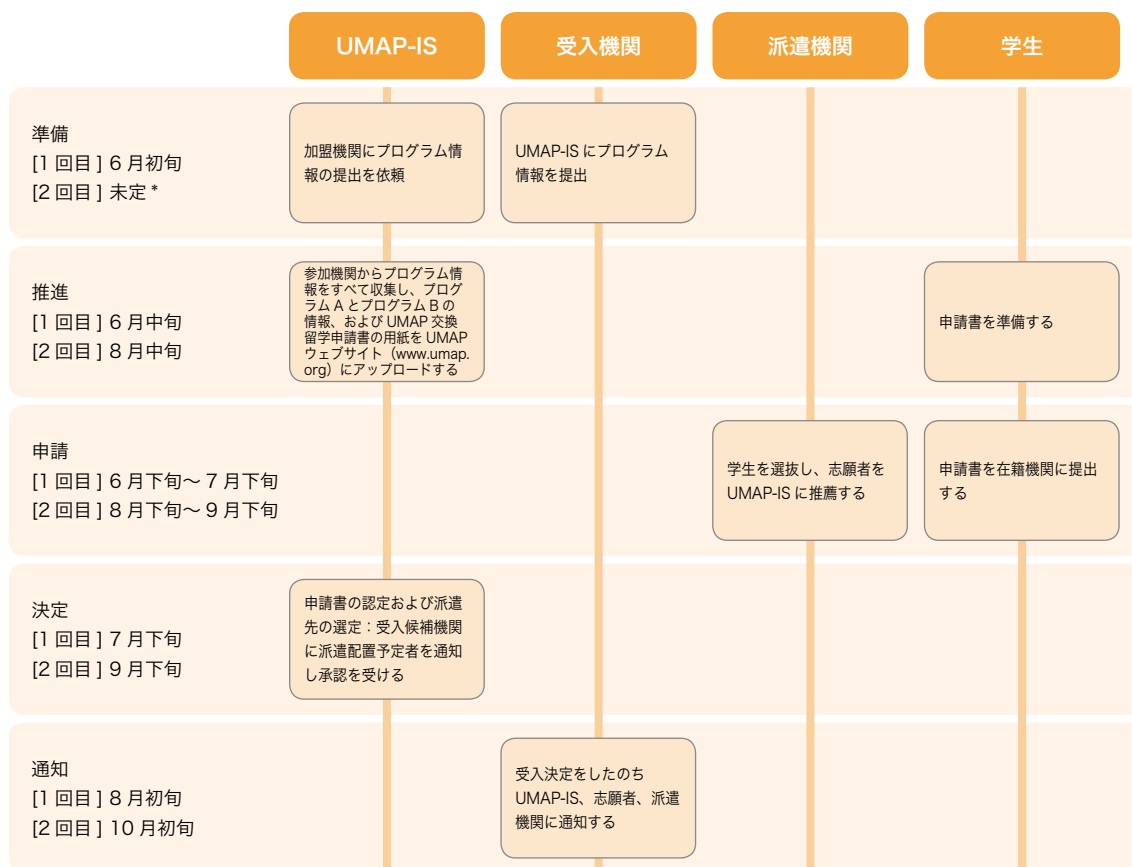 UMAP-IS
受入機関
派遣機関
学生
準備
[1 回目 ] 6 月初旬
[2 回目 ] 未定 *
加盟機関にプログラム情
報の提出を依頼
UMAP-IS にプログラム
情報を提出
推進
[1 回目 ] 6 月中旬
[2 回目 ] 8 月中旬
参加機関からプログラム情
報をすべて収集し、プログ
ラム A とプログラム B の
情報、および UMAP 交換
留学申請書の用紙を UMAP
ウェブサイト（www.umap.
org）にアップロードする
申請書を準備する
申請
[1 回目 ] 6 月下旬～ 7 月下旬
[2 回目 ] 8 月下旬～ 9 月下旬
学生を選抜し、志願者を
UMAP-IS に推薦する
申請書を在籍機関に提出
する
決定
[1 回目 ] 7 月下旬
[2 回目 ] 9 月下旬
申請書の認定および派遣
先の選定：受入候補機関
に派遣配置予定者を通知
し承認を受ける
通知
[1 回目 ] 8 月初旬
[2 回目 ] 10 月初旬
受入決定をしたのち
UMAP-IS、志願者、派遣
機関に通知する